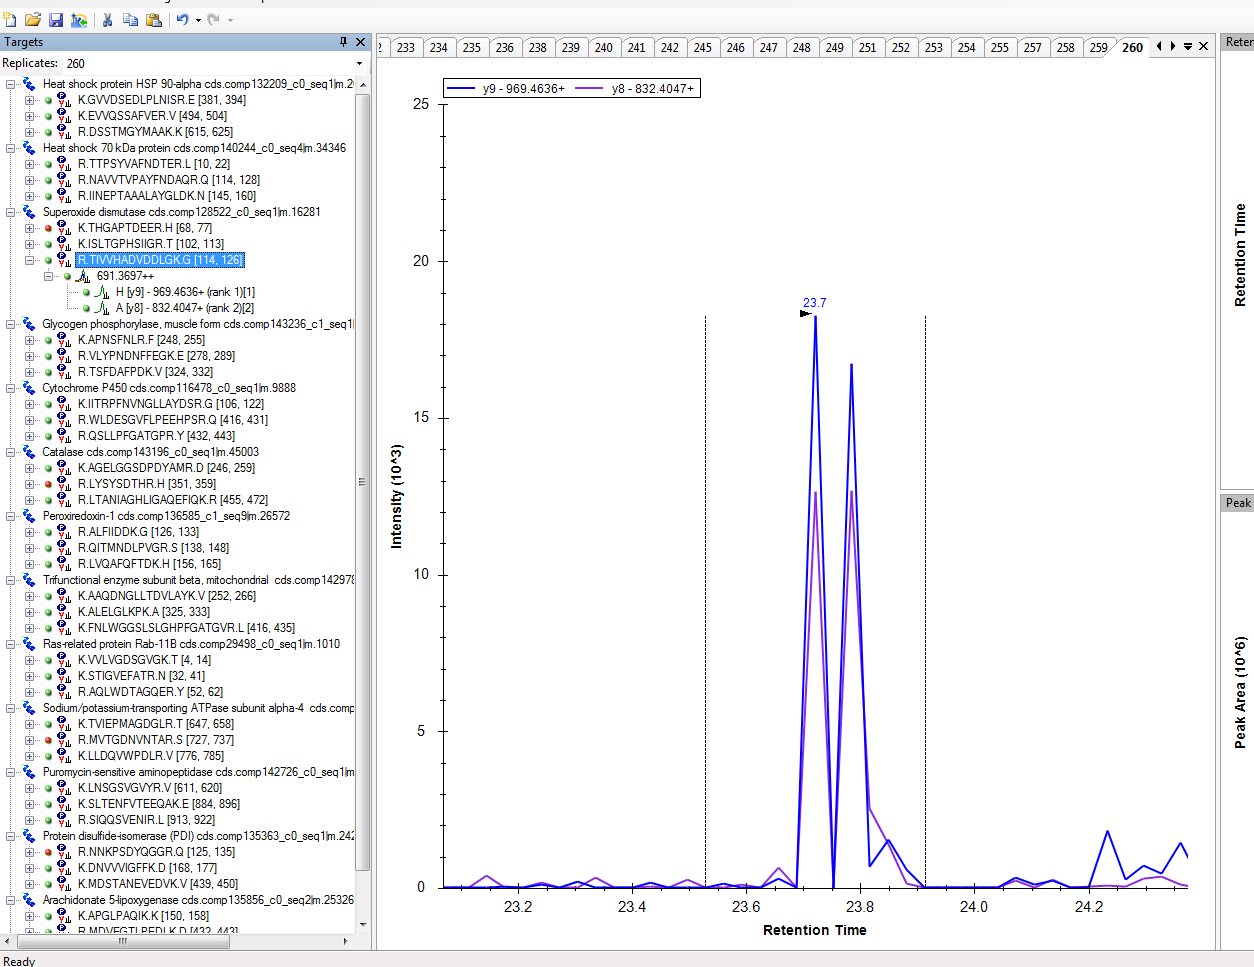 Targets
Replicates: 260
Heat shock protein HSP 90-alpha cds.comp132209_c0_seq1|m.2
K.GVVDSEDLPLNISR.E [381, 394]
K.EVVQSSAFVER.V [494, 504]
R.DSSTMGYMAAK.K [615, 625]
Heat shock 70 kDa protein cds.comp140244_c0_seq4|m.34346
R.TTPSYVAFNDTER.L [10, 22]
R.NAVVTVPAYFNDAQR.Q [114, 128]
R.IINEPTAAALAYGLDK.N [145, 160]
Superoxide dismutase cds.comp128522_c0_seq1|m.16281
K.THGAPTDEER.H [68, 77]
K.ISLTGPHSIIGR.T [102, 113]
R.TIVVHADVDDLGK.G [114, 126]
691.3697++
H [y9] - 969.4636+ (rank 1)[1]
A [y8] - 832.4047+ (rank 2)[2]
Glycogen phosphorylase, muscle form cds.comp143236_c1_seq1|
K.APNSFNLR.F [248, 255]
R.VLYPNDNFFEGK.E [278, 289]
R.TSFDAFPDK.V [324, 332]
Cytochrome P450 cds.comp116478_c0_seq1|m.9888
K.IITRPFNVNGLLAYDSR.G [106, 122]
R.WLDESGVFLPEEHPSR.Q [416, 431]
R.QSLLPFGATGPR.Y [432, 443]
Catalase cds.comp143196_c0_seq1|m.45003
K.AGELGGSDPDYAMR.D [246, 259]
R.LYSYSDTHR.H [351, 359]
R.LTANIAGHLIGAQEFIQK.R [455, 472]
Peroxiredoxin-1 cds.comp136585_c1_seq9|m.26572
R.ALFIIDDK.G [126, 133]
R.QITMNDLPVGR.S [138, 148]
R.LVQAFQFTDK.H [156, 165]
Trifunctional enzyme subunit beta, mitochondrial cds.comp142978
K.AAQDNGLLTDVLAYK.V [252, 266]
K.ALELGLKPK.A [325, 333]
K.FNLWGGSLSLGHPFGATGVR.L [416, 435]
Ras-related protein Rab-11B cds.comp29498_c0_seq1|m.1010
K.VVLVGDSGVGK.T [4, 14]
K.STIGVEFATR.N [32, 41]
R.AQLWDTAGQER.Y [52, 62]
Sodium/potassium-transporting ATPase subunit alpha-4 cds.comp
K.TVIEPMAGDGLR.T [647, 658]
R.MVTGDNVNTAR.S [727, 737]
K.LLDQVWPDLR.V [776, 785]
Puromycin-sensitive aminopeptidase cds.comp142726_c0_seq1|m
K.LNSGSVGVYR.V [611, 620]
K.SLTENFVTEEQAK.E [884, 896]
R.SIQQSVENIR.L [913, 922]
Protein disulfide-isomerase (PDI) cds.comp135363_c0_seq1|m.242
R.NNKPSDYQGGR.Q [125, 135]
K.DNVVVIGFFK.D [168, 177]
K.MDSTANEVEDVK.V [439, 450]
Arachidonate 5-lipoxygenase cds.comp135856_c0_seq2|m.25326
K.APGLPAQIK.K [150, 158]
R.MDVEGTLPEDLK.D [432, 443]
Ready
2 233 234 235 236 238 239 240 241 242 245 246 247 248 251 252 253 254 255 257 258 259 260
y9 - 969.4636+ y8 - 832.4047+
25
20
15
10
5
0
Intensity (10^3)
23.7
23.2 23.4 23.6 23.8 24.0 24.2
Retention Time
Reten
Retention Time
Peak
Peak Area (10^6)